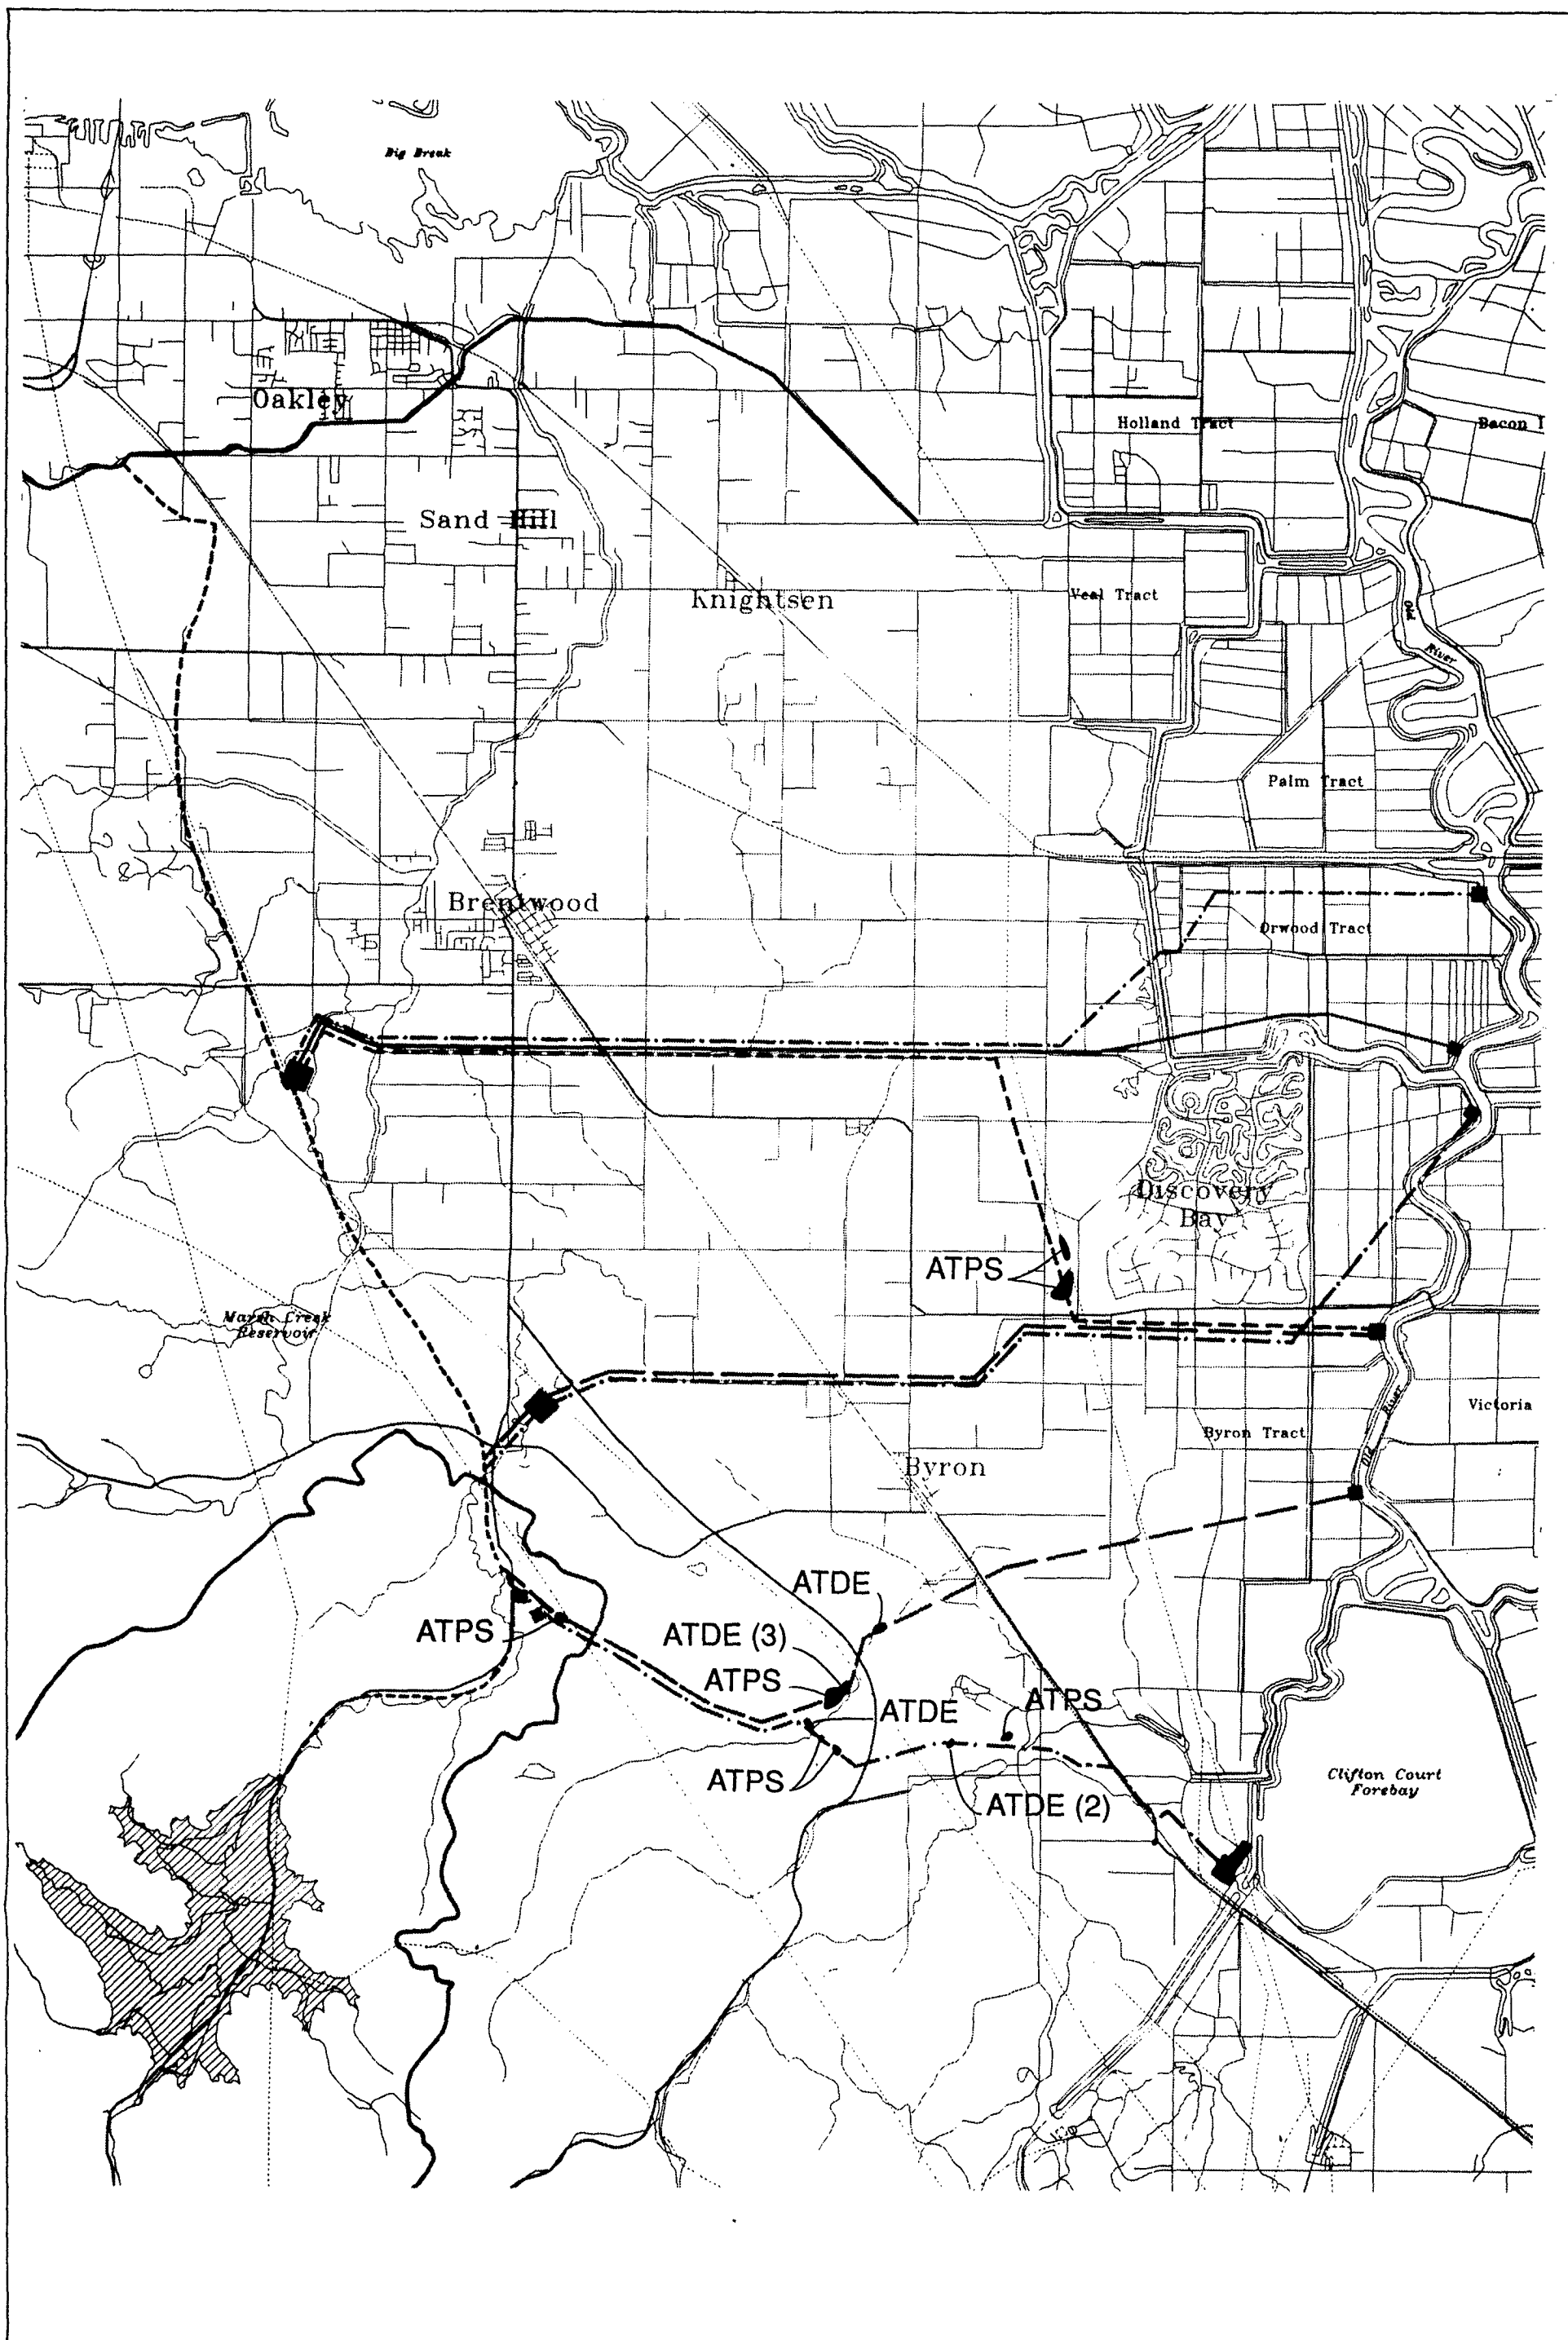 Big Break
Oakley
Holland Tract
Bacon I
Sand Hill
Knightsen
Veal Tract
Old
River
Palm Tract
Brentwood
Orwood Tract
Discovery
Bay
ATPS
Marsh Creek
Reservoir
Victoria
River
Byron Tract
Old
Byron
ATDE
ATPS
ATDE (3)
ATPS
ATPS
ATDE
ATPS
ATDE (2)
Clifton Court
Forebay